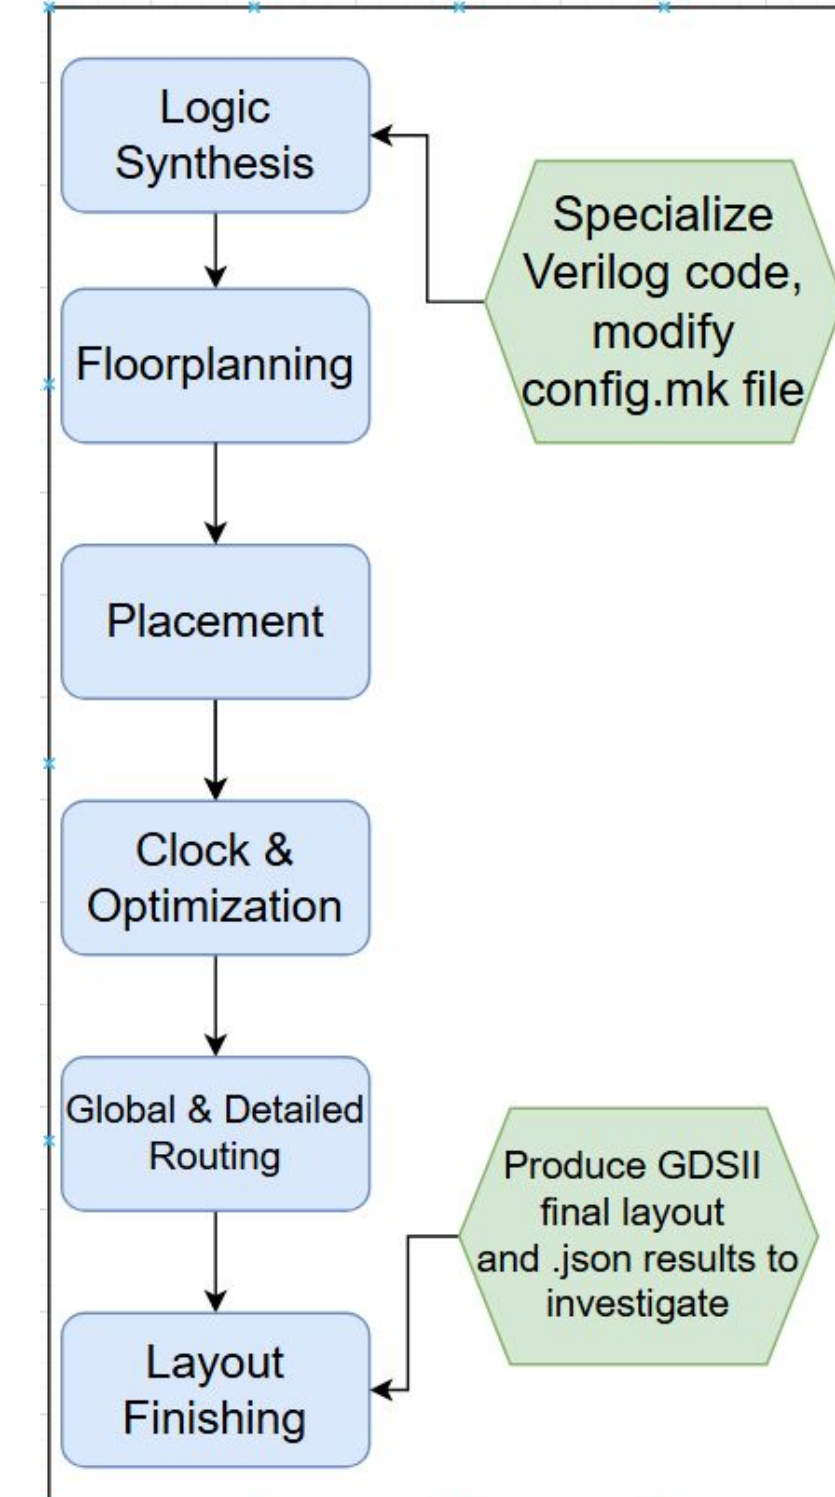 Logic
Synthesis
Specialize
Verilog code,
modify
config.mk file
Floorplanning
Placement
Clock &
Optimization
Global & Detailed
Routing
Produce GDSII
final layout
and .json results to
investigate
Layout
Finishing